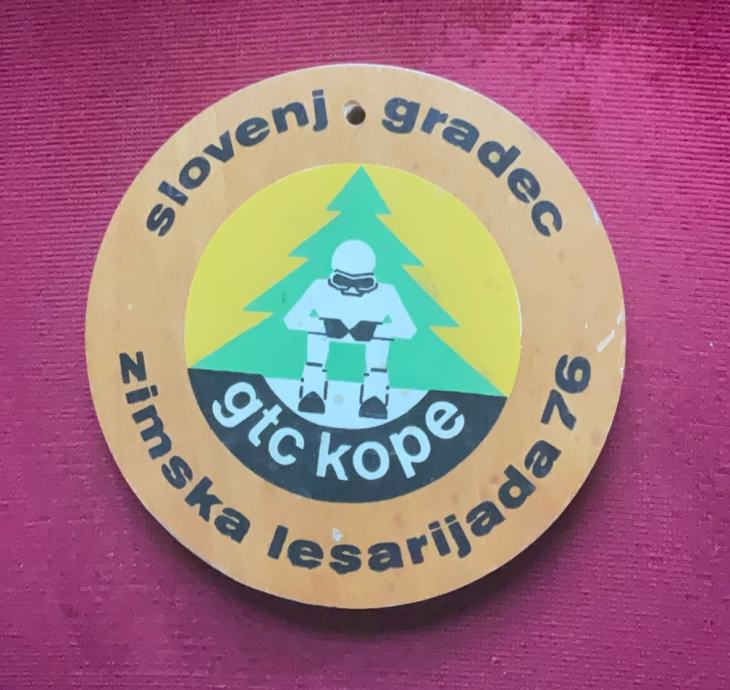 slovenj gradec
gtc kope
zimska lesarijada 76